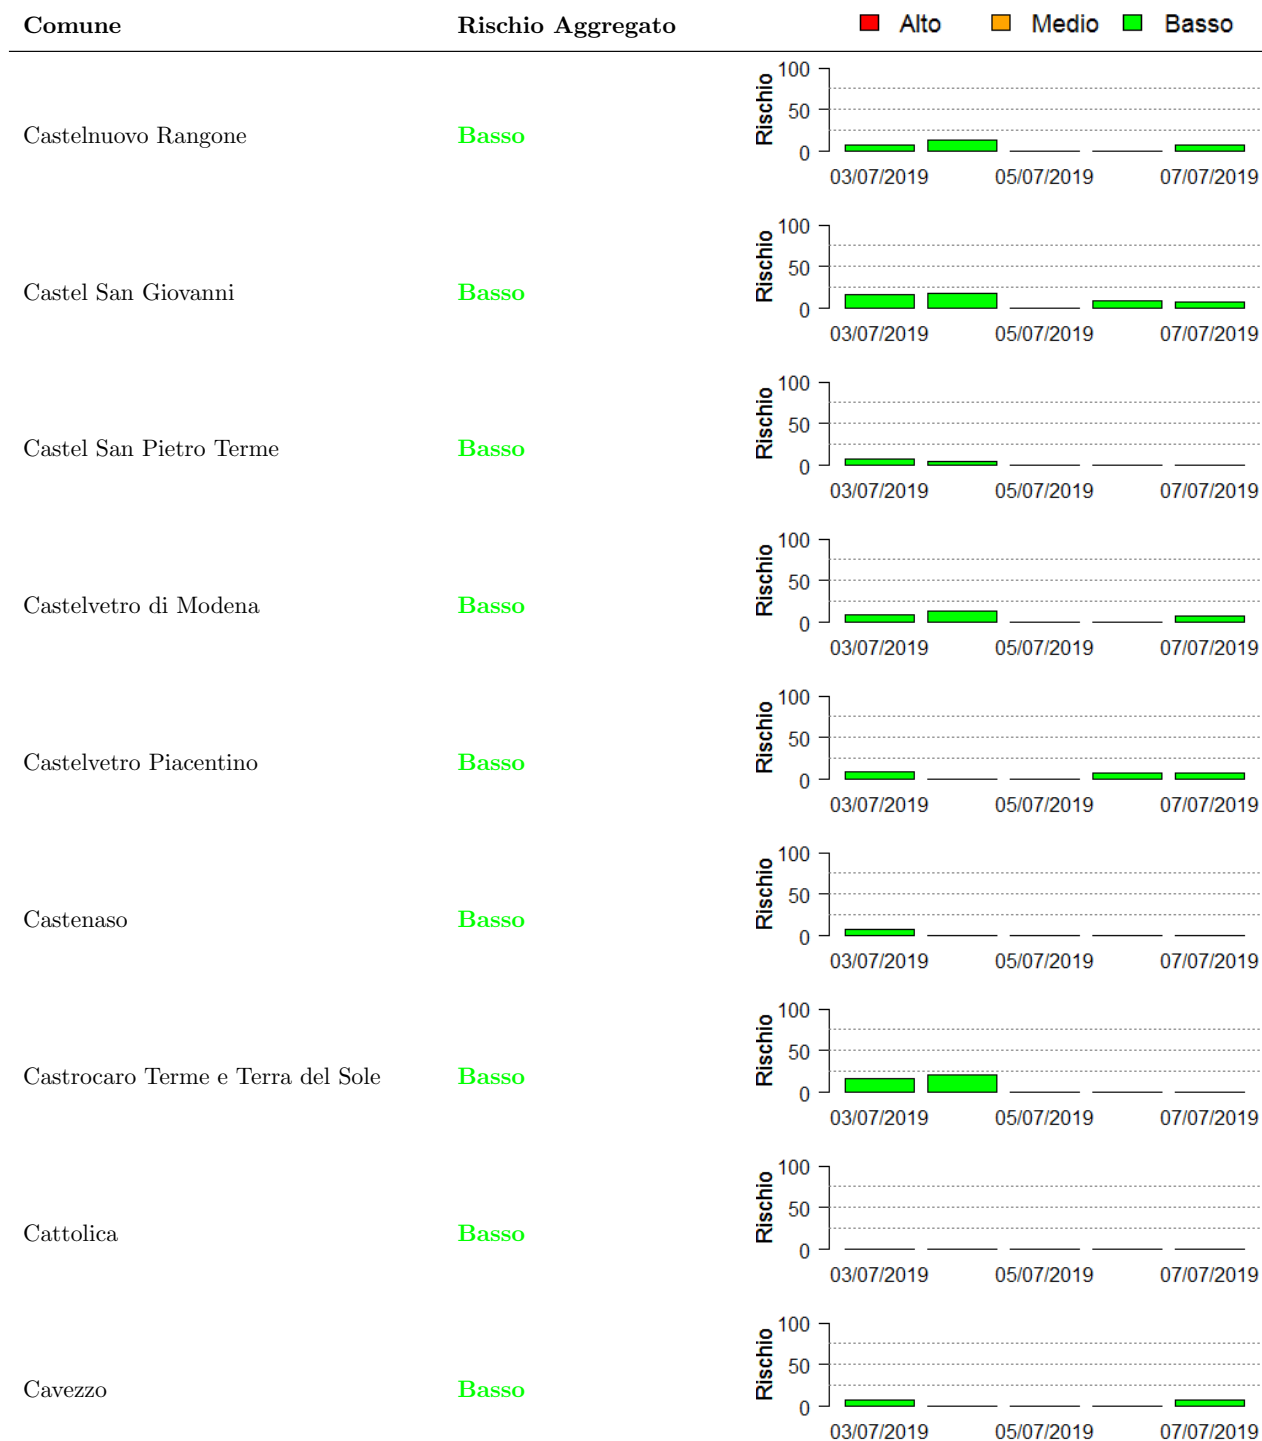 Comune Rischio Aggregato Alto Medio Basso
100
50
0
Rischio
Castelnuovo Rangone Basso
03/07/2019 05/07/2019 07/07/2019
100
50
0
Rischio
Castel San Giovanni Basso
03/07/2019 05/07/2019 07/07/2019
100
50
0
Rischio
Castel San Pietro Terme Basso
03/07/2019 05/07/2019 07/07/2019
100
50
0
Rischio
Castelvetro di Modena Basso
03/07/2019 05/07/2019 07/07/2019
100
50
0
Rischio
Castelvetro Piacentino Basso
03/07/2019 05/07/2019 07/07/2019
100
50
0
Rischio
Castenaso Basso
03/07/2019 05/07/2019 07/07/2019
100
50
0
Rischio
Castrocaro Terme e Terra del Sole Basso
03/07/2019 05/07/2019 07/07/2019
100
50
0
Rischio
Cattolica Basso
03/07/2019 05/07/2019 07/07/2019
100
50
0
Rischio
Cavezzo Basso
03/07/2019 05/07/2019 07/07/2019